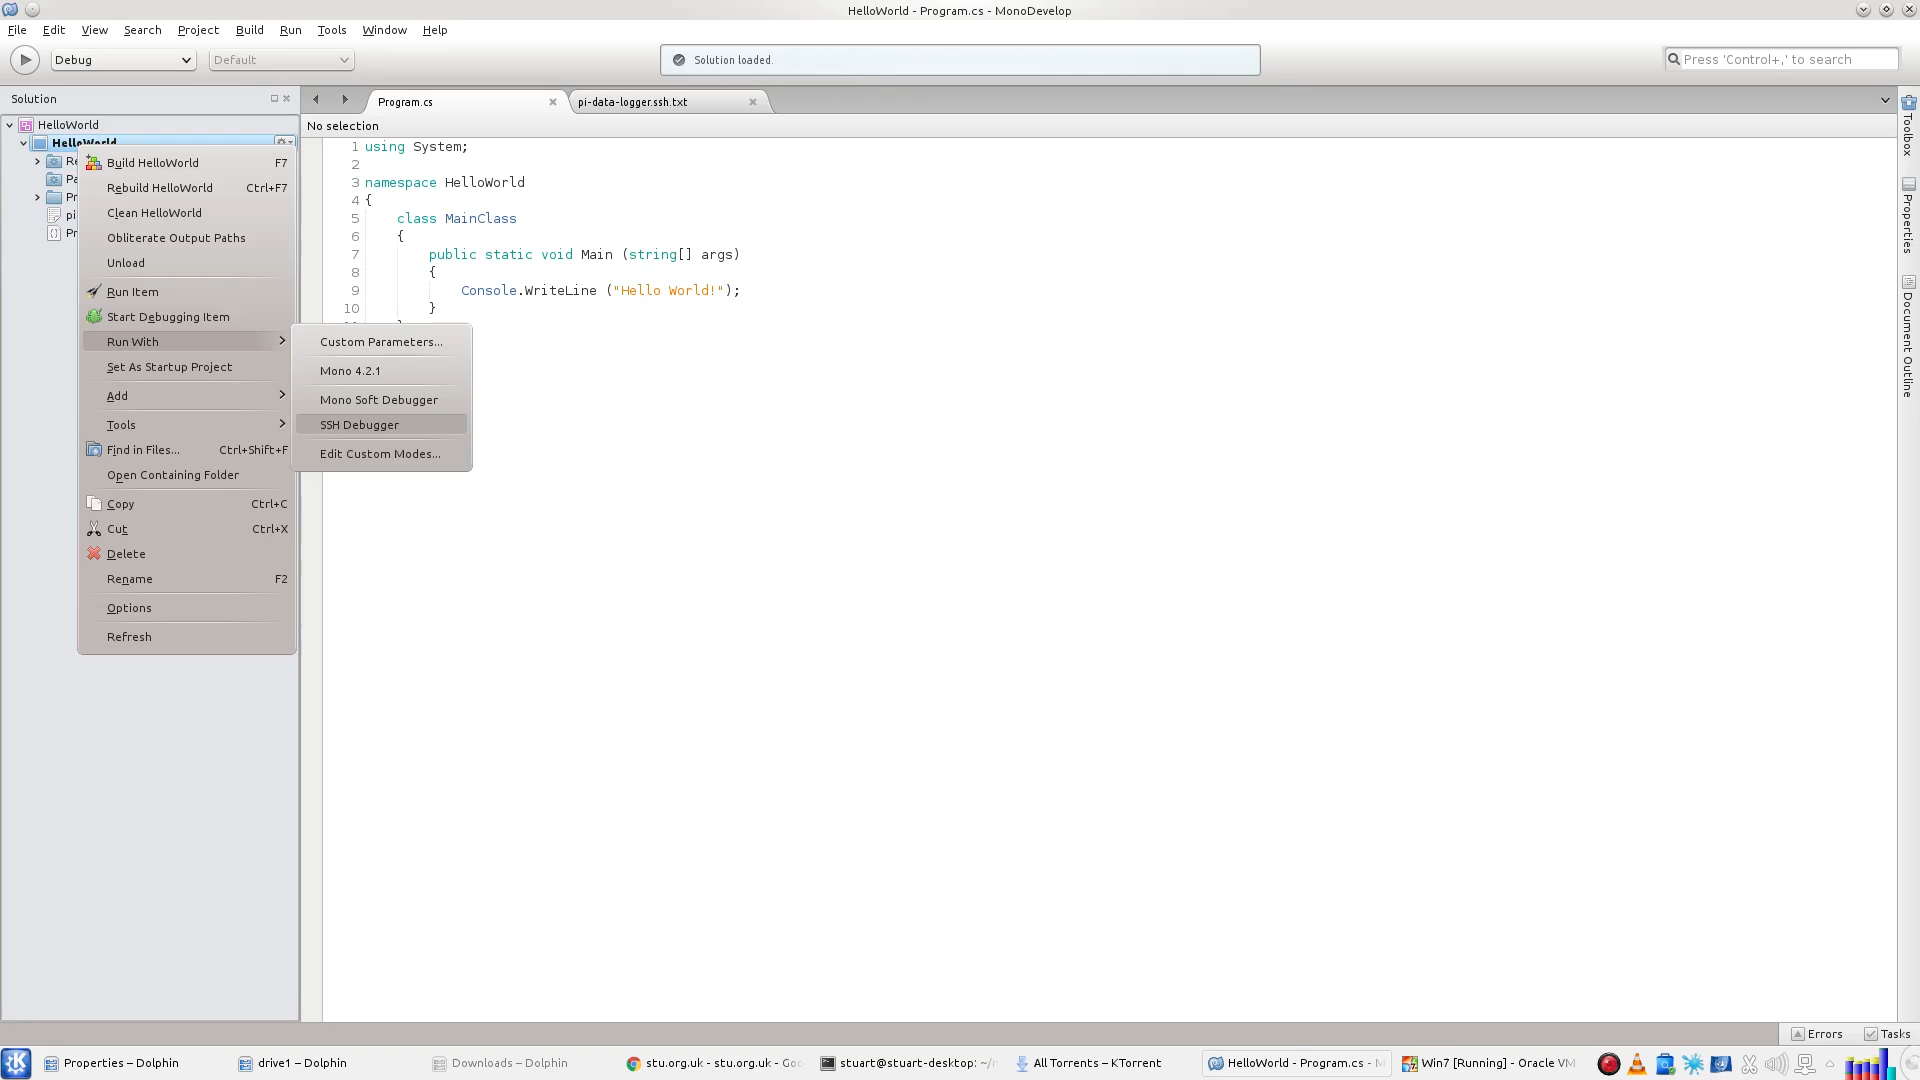 HelloWorld - Program.cs - MonoDevelop
File Edit View Search Project Build Run Tools Window Help
Debug Default Solution loaded. Press 'Control+,' to search
Solution Program.cs pi-data-logger.ssh.txt
HelloWorld No selection
HelloWorld
Re
Pa
Pr
pi
Pr
Build HelloWorld F7
Rebuild HelloWorld Ctrl+F7
Clean HelloWorld
Obliterate Output Paths
Unload
Run Item
Start Debugging Item
Run With
Set As Startup Project
Add
Tools
Find in Files... Ctrl+Shift+F
Open Containing Folder
Copy Ctrl+C
Cut Ctrl+X
Delete
Rename F2
Options
Refresh
Custom Parameters...
Mono 4.2.1
Mono Soft Debugger
SSH Debugger
Edit Custom Modes...
1 using System;
2
3 namespace HelloWorld
4 {
5 class MainClass
6 {
7 public static void Main (string[] args)
8 {
9 Console.WriteLine ("Hello World!");
10 }
Toolbox
Properties
Document Outline
Errors Tasks
Properties – Dolphin drive1 – Dolphin Downloads – Dolphin stu.org.uk - stu.org.uk - Goo stuart@stuart-desktop: ~/ All Torrents – KTorrent HelloWorld - Program.cs - M Win7 [Running] - Oracle VM